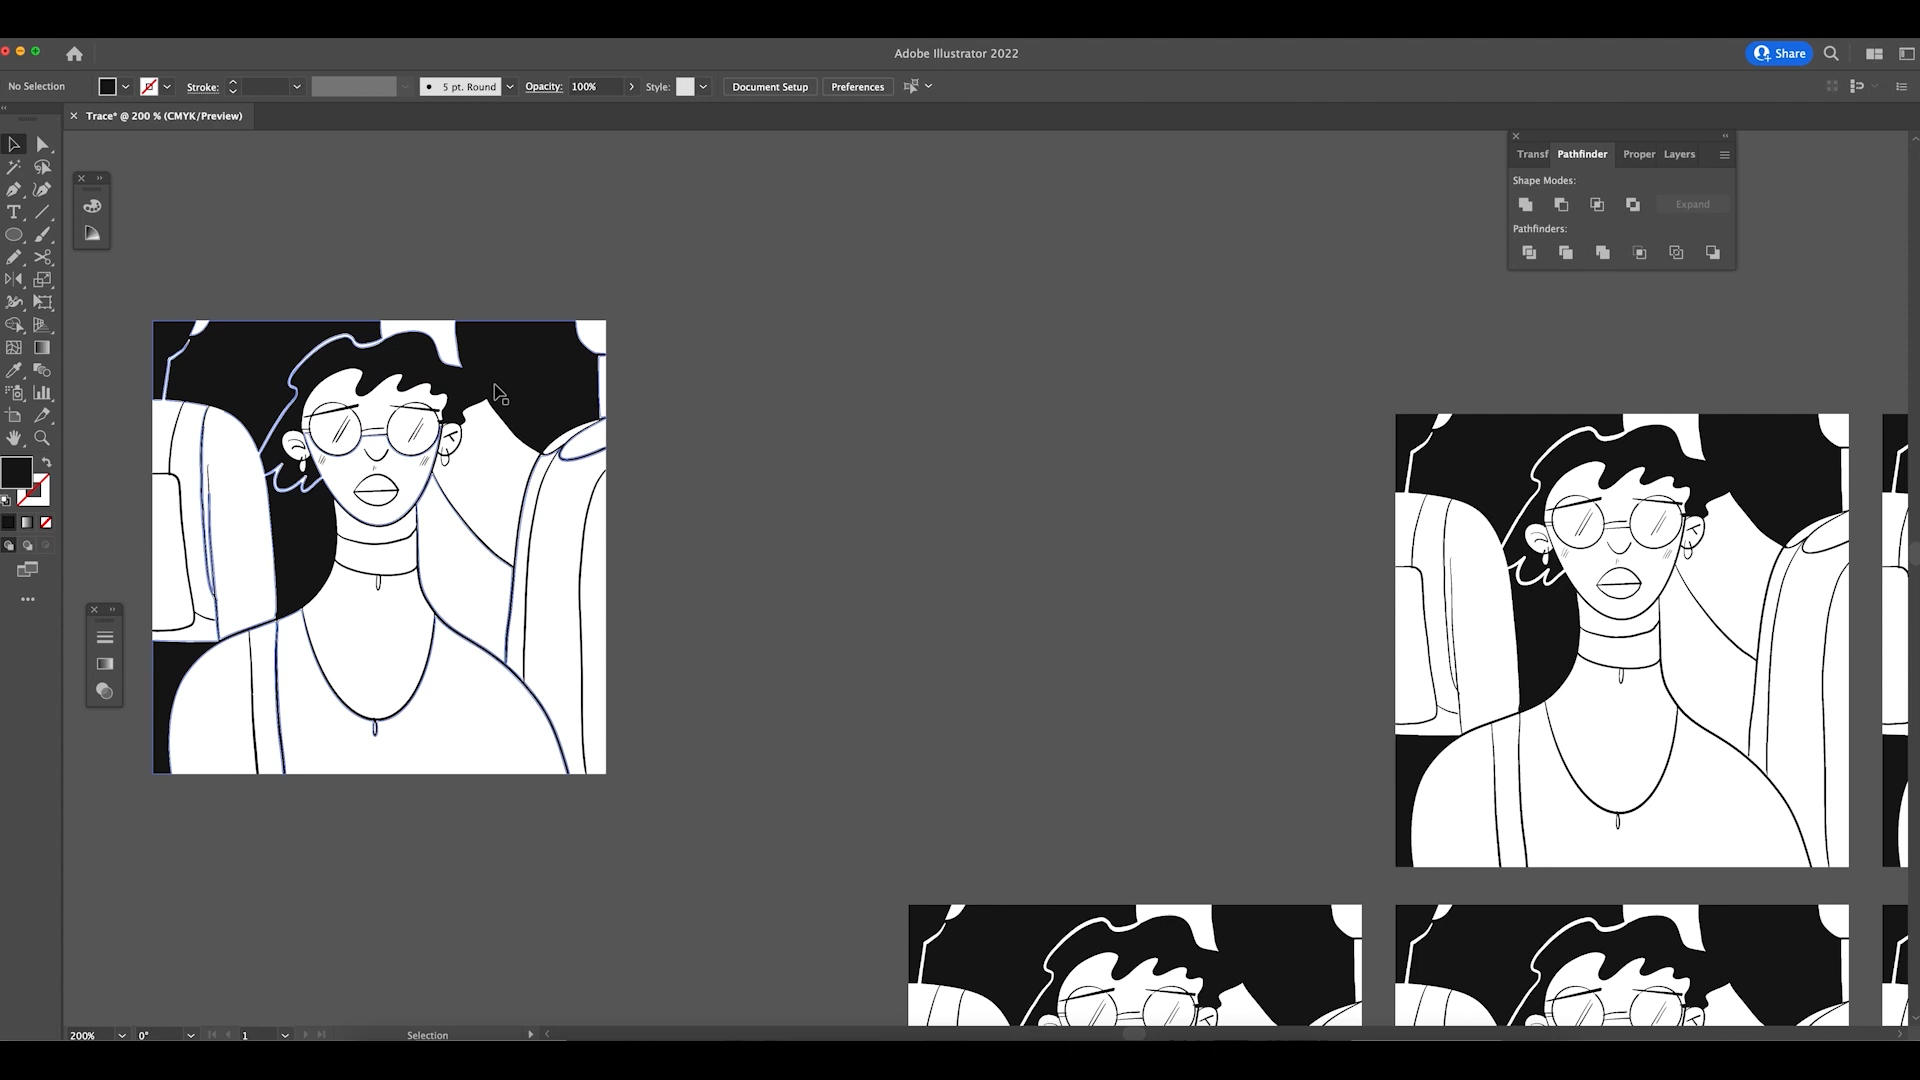 Adobe Illustrator 2022
Share
No Selection
Stroke:
5 pt. Round
Opacity: 100%
Style:
Document Setup
Preferences
Trace* @ 200 % (CMYK/Preview)
Transf
Pathfinder
Proper
Layers
Shape Modes:
Expand
Pathfinders:
200%
0°
1
Selection